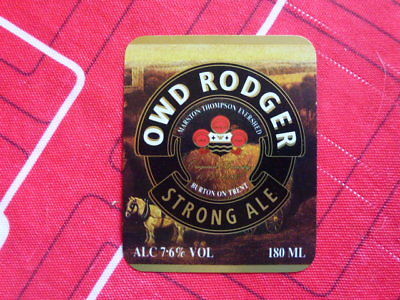 OWD RODGER
MARSTON·THOMPSON·EVERSHED
BURTON ON TRENT
STRONG ALE
ALC 7·6% VOL
180 ML